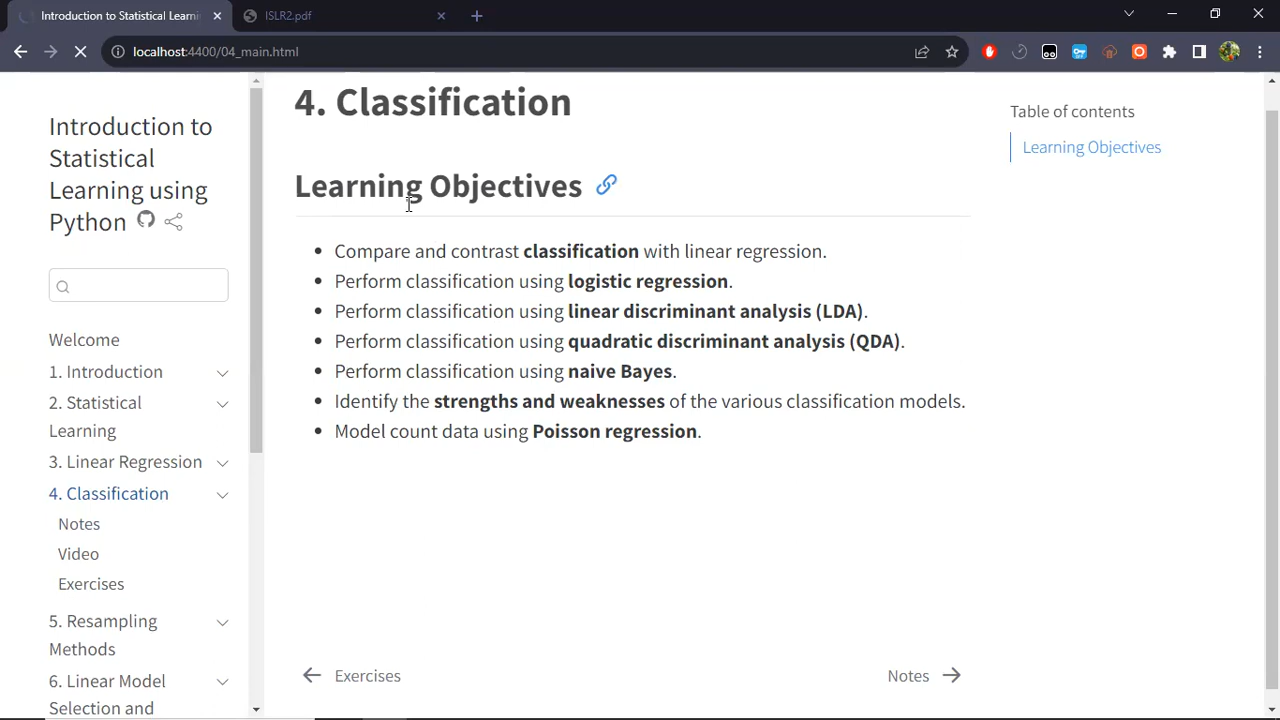 Introduction to Statistical Learni
ISLR2.pdf
localhost:4400/04_main.html
Introduction to
Statistical
Learning using
Python
Welcome
1. Introduction
2. Statistical
Learning
3. Linear Regression
4. Classification
Notes
Video
Exercises
5. Resampling
Methods
6. Linear Model
Selection and
4. Classification
Learning Objectives
• Compare and contrast classification with linear regression.
• Perform classification using logistic regression.
• Perform classification using linear discriminant analysis (LDA).
• Perform classification using quadratic discriminant analysis (QDA).
• Perform classification using naive Bayes.
• Identify the strengths and weaknesses of the various classification models.
• Model count data using Poisson regression.
Exercises
Notes
Table of contents
Learning Objectives